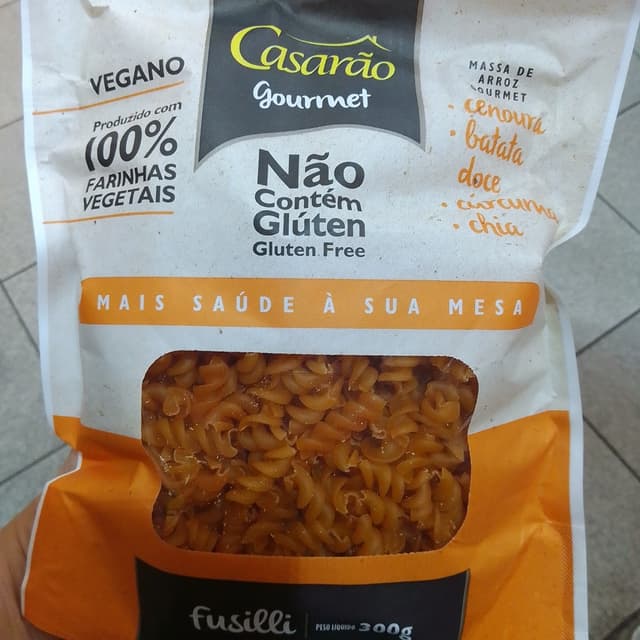 VEGANO
Produzido com
100%
FARINHAS
VEGETAIS
Casarão
Gourmet
Não
Contém
Glúten
Gluten Free
MASSA DE
ARROZ
GOURMET
• cenoura
• batata
doce
• cúrcuma
• chia
MAIS SAÚDE À SUA MESA
fusilli
PESO LÍQUIDO 300g